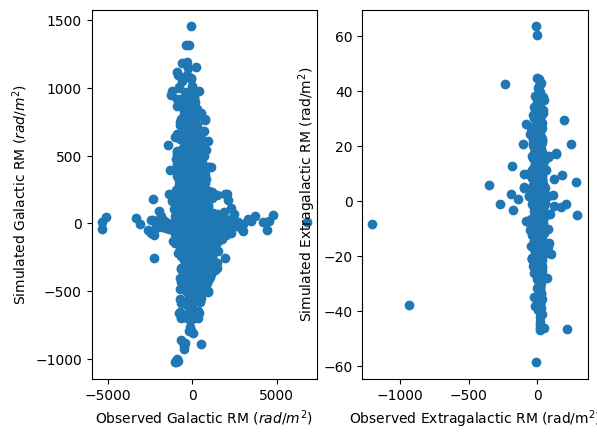 1500
1000
500
0
−500
−1000
−5000 0 5000
Simulated Galactic RM (rad/m²)
Observed Galactic RM (rad/m²)
60
40
20
0
−20
−40
−60
−1000 −500 0
Simulated Extragalactic RM (rad/m²)
Observed Extragalactic RM (rad/m²)